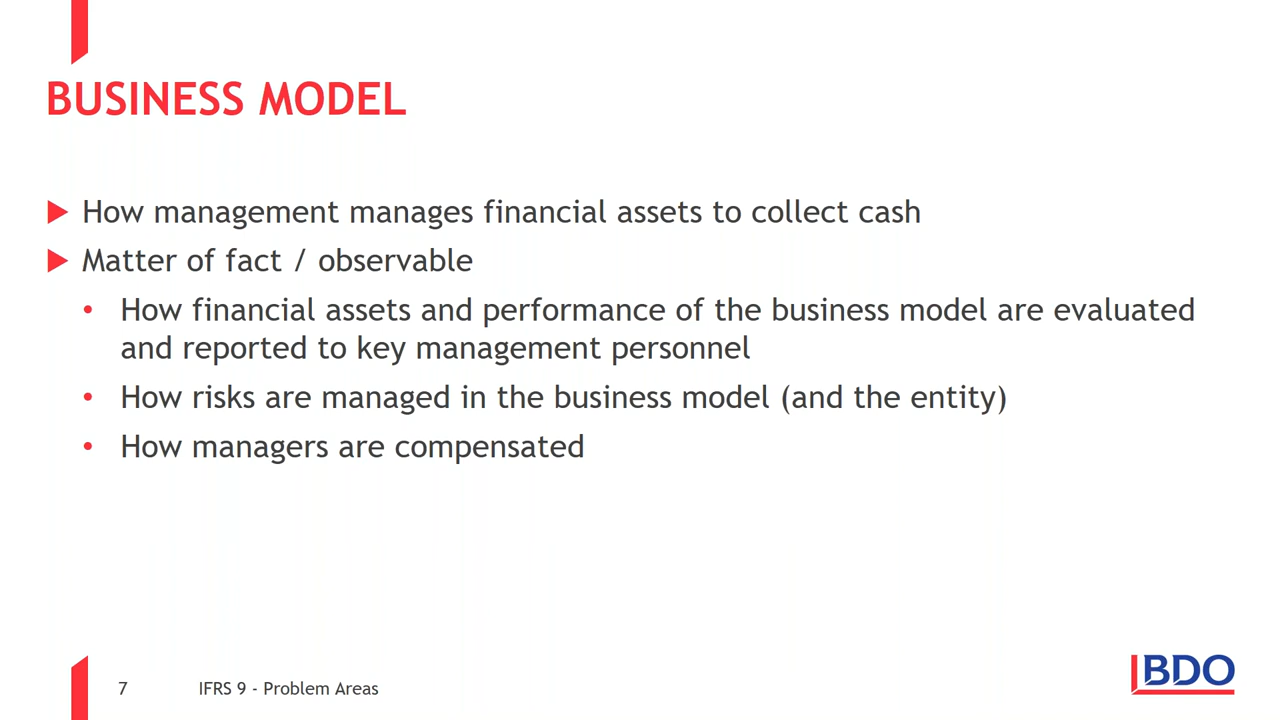 BUSINESS MODEL
How management manages financial assets to collect cash
Matter of fact / observable
• How financial assets and performance of the business model are evaluated
and reported to key management personnel
• How risks are managed in the business model (and the entity)
• How managers are compensated
7 IFRS 9 - Problem Areas
BDO